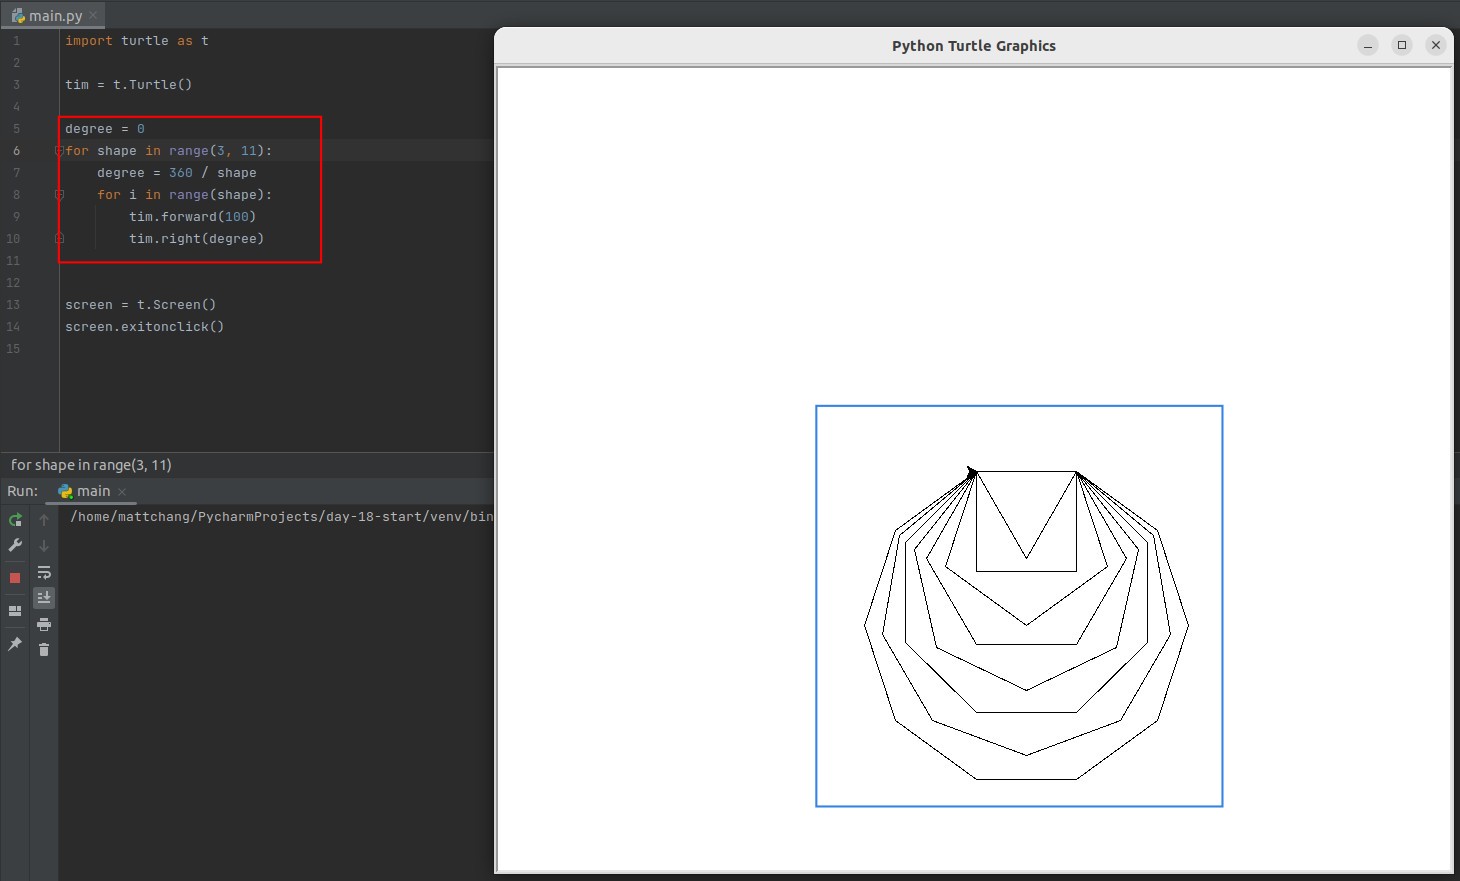 main.py
1 import turtle as t
2
3 tim = t.Turtle()
4
5 degree = 0
6 for shape in range(3, 11):
7     degree = 360 / shape
8     for i in range(shape):
9         tim.forward(100)
10         tim.right(degree)
11
12
13 screen = t.Screen()
14 screen.exitonclick()
15
for shape in range(3, 11)
Run: main
/home/mattchang/PycharmProjects/day-18-start/venv/bin
Python Turtle Graphics